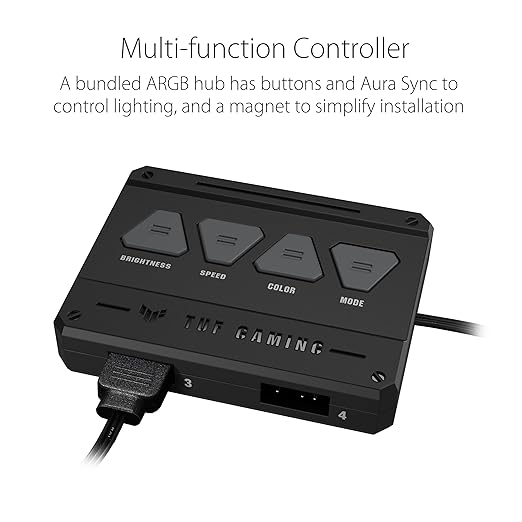 Multi-function Controller
A bundled ARGB hub has buttons and Aura Sync to
control lighting, and a magnet to simplify installation
BRIGHTNESS
SPEED
COLOR
MODE
TUF GAMING
3
4